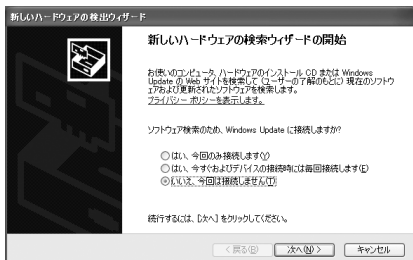 新しいハードウェアの検出ウィザード
新しいハードウェアの検索ウィザードの開始
お使いのコンピュータ、ハードウェアのインストール CD または Windows
Update の Web サイトを検索して (ユーザーの了解のもとに) 現在のソフトウ
ェアおよび更新されたソフトウェアを検索します。
プライバシー ポリシーを表示します。
ソフトウェア検索のため、Windows Update に接続しますか?
はい、今回のみ接続します(Y)
はい、今すぐおよびデバイスの接続時には毎回接続します(E)
いいえ、今回は接続しません(T)
続行するには、[次へ] をクリックしてください。
< 戻る(B) 次へ(N) > キャンセル